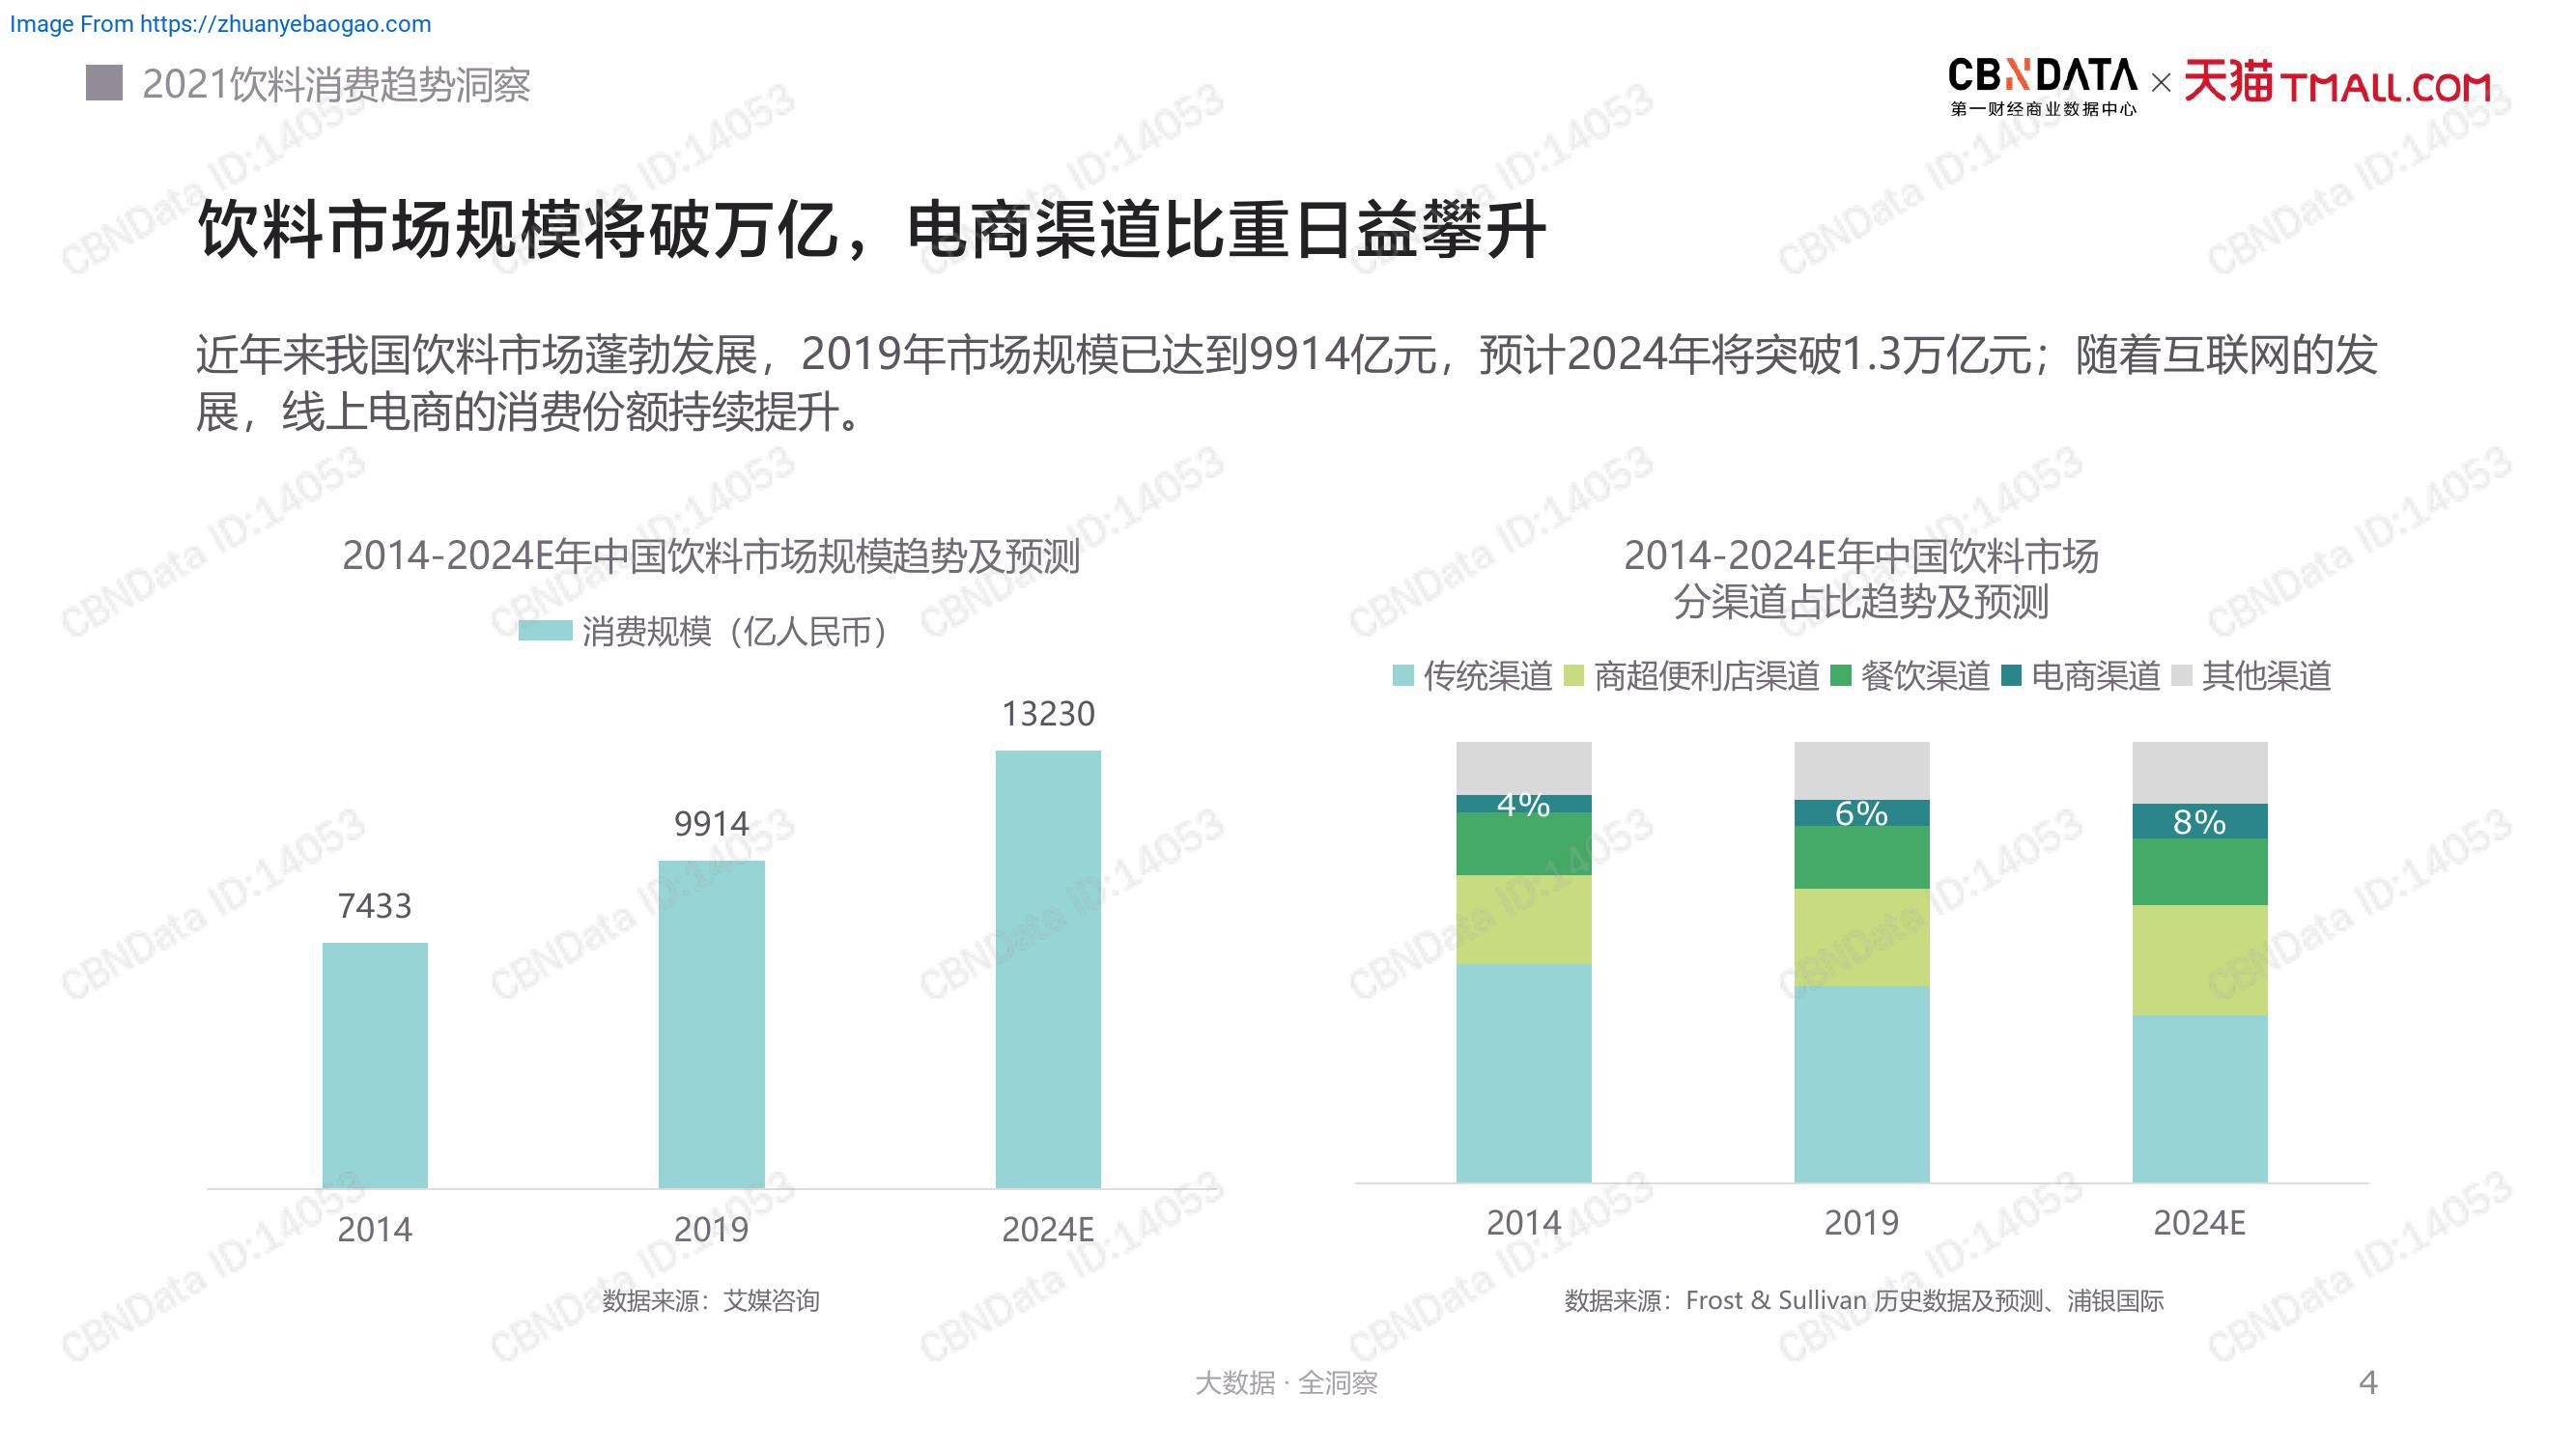 Image From https://zhuanyebaogao.com
2021饮料消费趋势洞察
CBNDATA × 天猫 TMALL.COM
第一财经商业数据中心
饮料市场规模将破万亿，电商渠道比重日益攀升
近年来我国饮料市场蓬勃发展，2019年市场规模已达到9914亿元，预计2024年将突破1.3万亿元；随着互联网的发
展，线上电商的消费份额持续提升。
2014-2024E年中国饮料市场规模趋势及预测
消费规模（亿人民币）
13230
9914
7433
2014 2019 2024E
数据来源：艾媒咨询
2014-2024E年中国饮料市场
分渠道占比趋势及预测
传统渠道 商超便利店渠道 餐饮渠道 电商渠道 其他渠道
4% 6% 8%
2014 2019 2024E
数据来源：Frost & Sullivan 历史数据及预测、浦银国际
大数据 · 全洞察
4
CBNData ID:14053